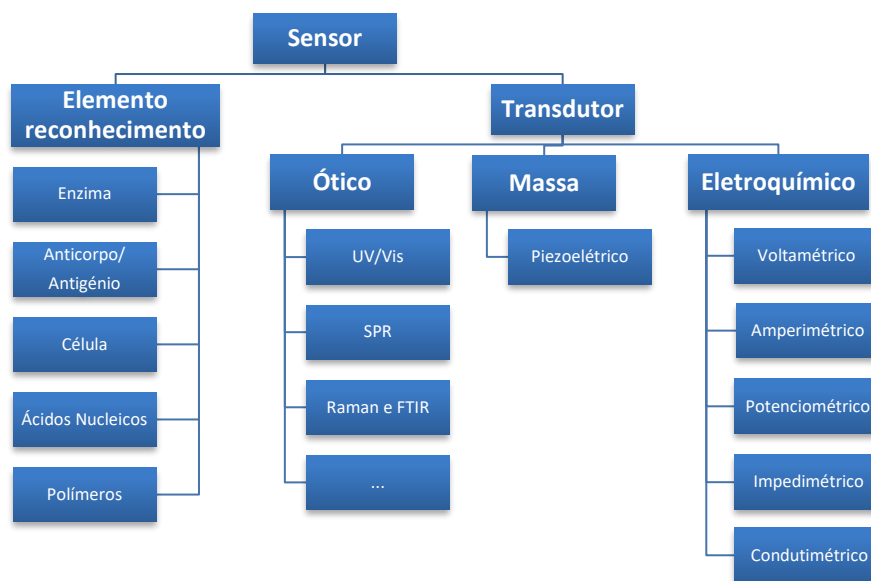 Sensor
Elemento
reconhecimento
Enzima
Anticorpo/
Antigénio
Célula
Ácidos Nucleicos
Polímeros
Transdutor
Ótico
UV/Vis
SPR
Raman e FTIR
...
Massa
Piezoelétrico
Eletroquímico
Voltamétrico
Amperimétrico
Potenciométrico
Impedimétrico
Condutimétrico